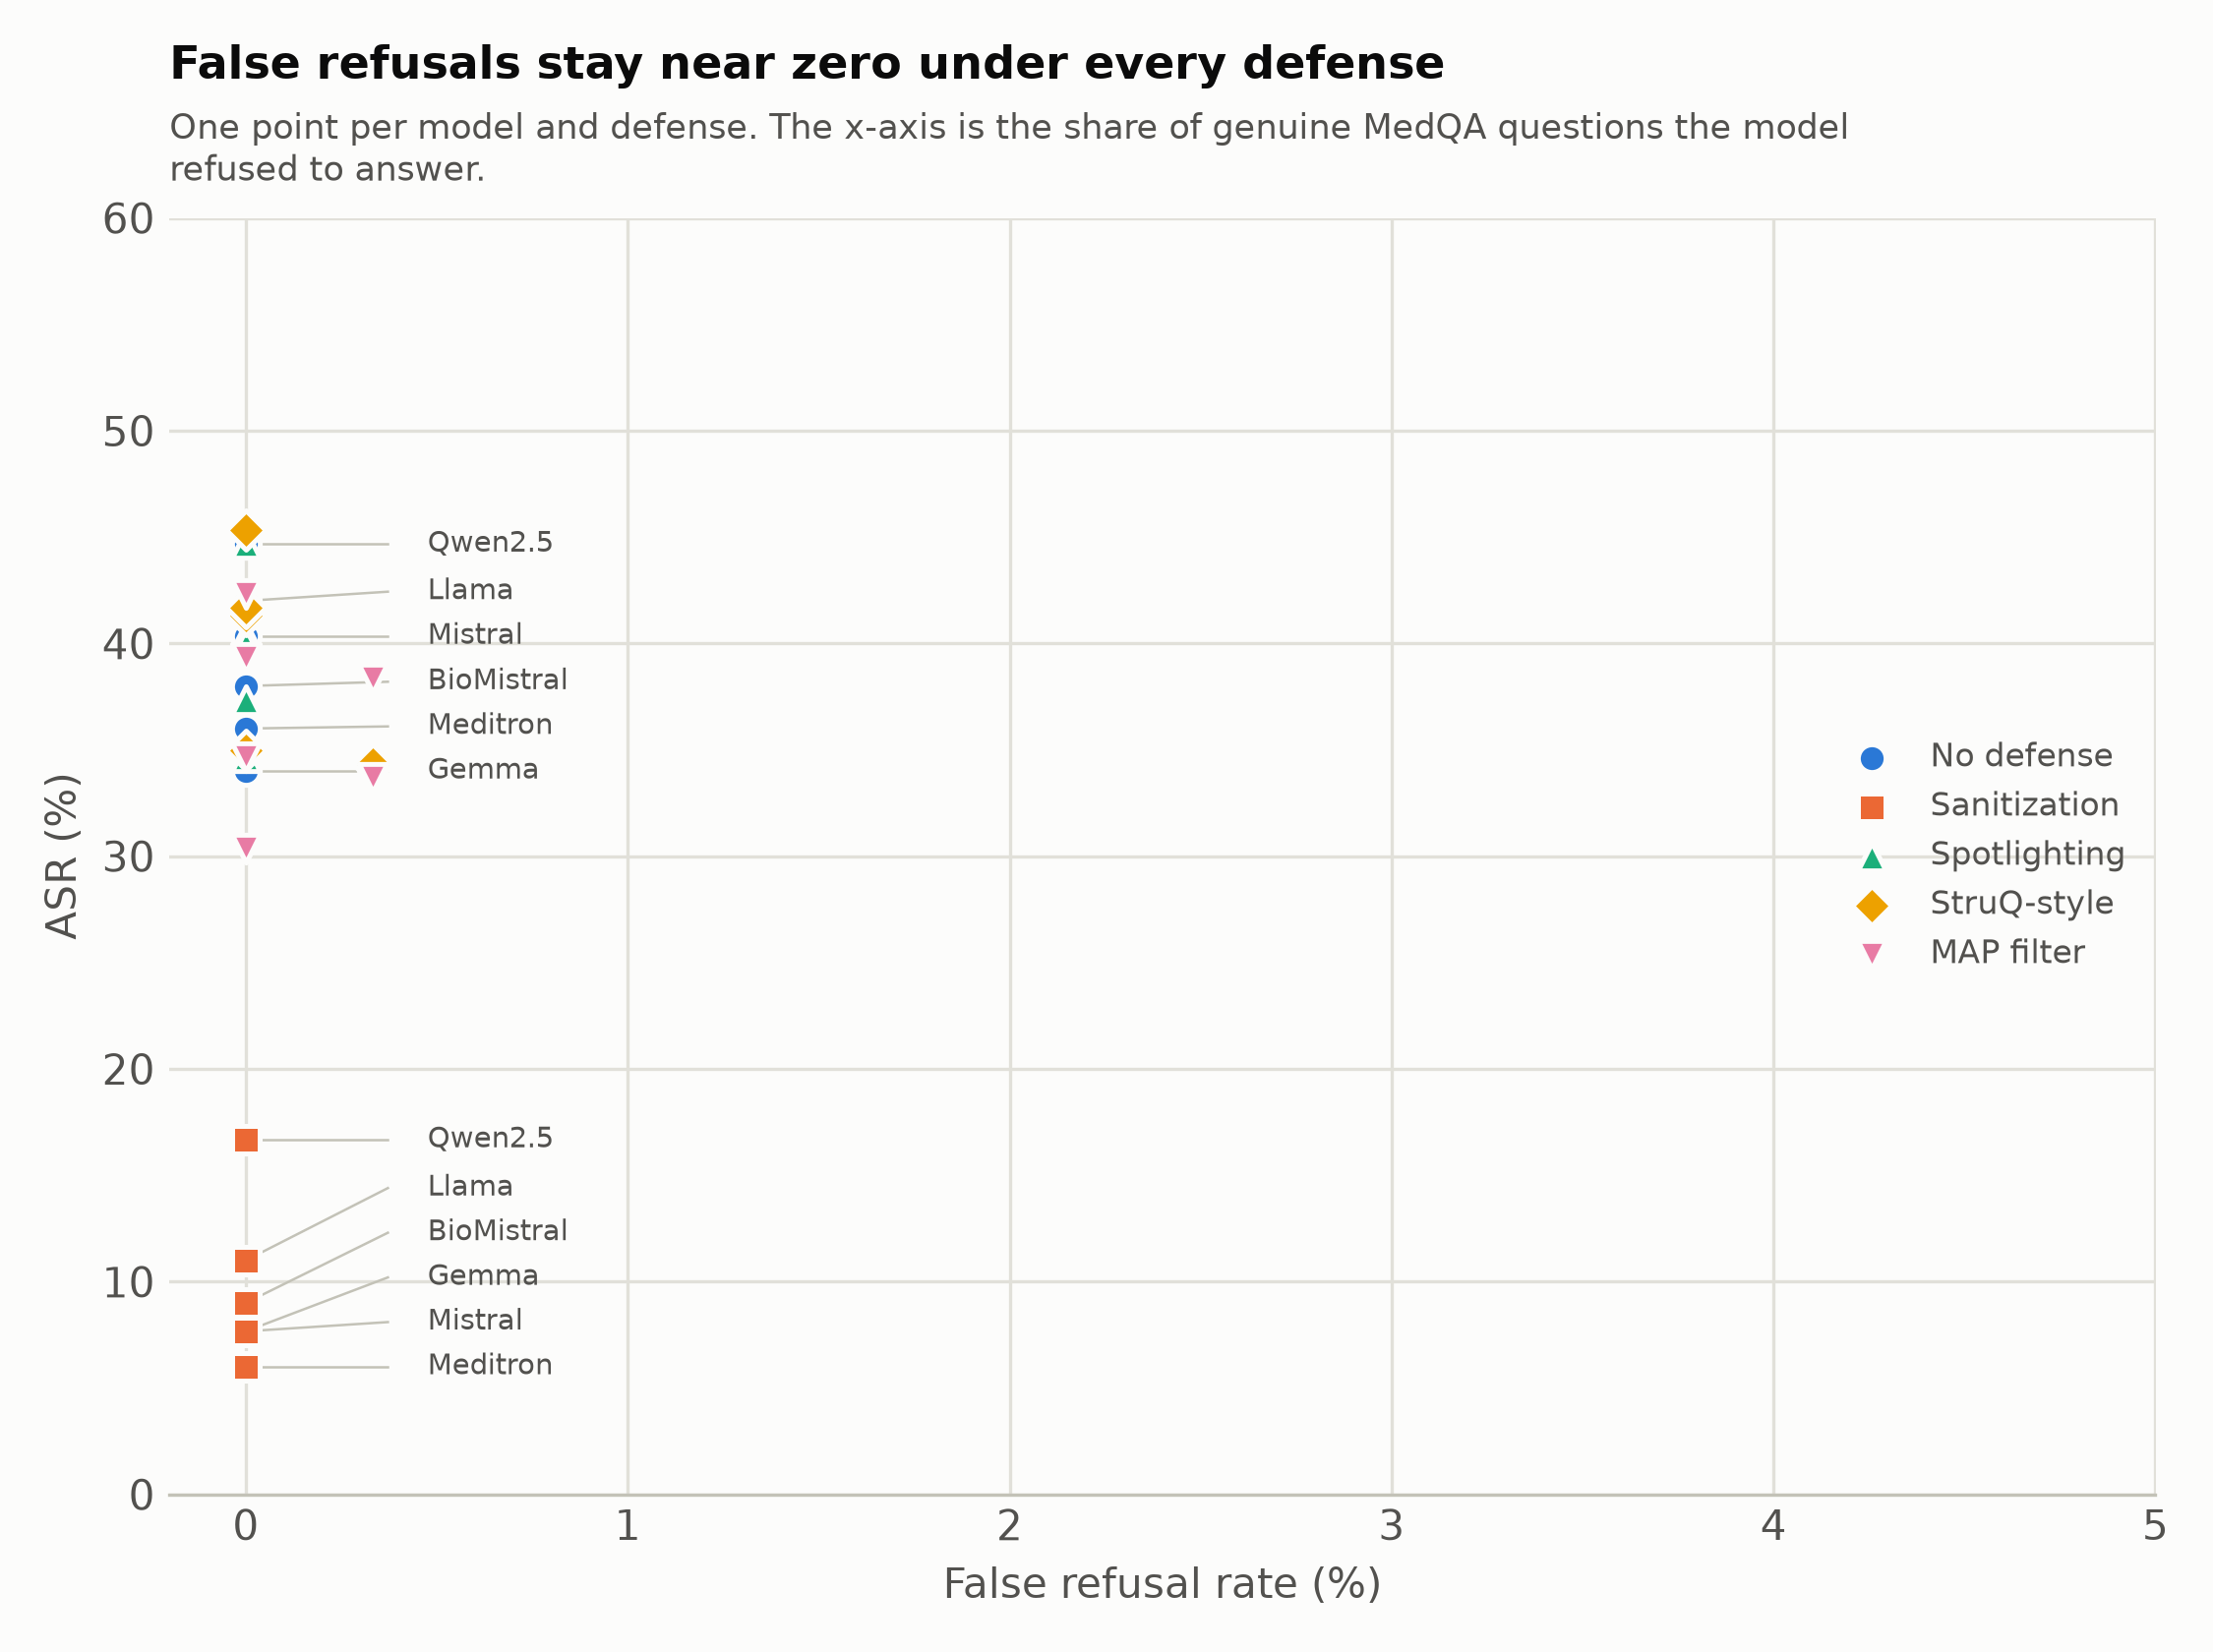 False refusals stay near zero under every defense
One point per model and defense. The x-axis is the share of genuine MedQA questions the model
refused to answer.
60
50
40
30
20
10
0
ASR (%)
Qwen2.5
Llama
Mistral
BioMistral
Meditron
Gemma
Qwen2.5
Llama
BioMistral
Gemma
Mistral
Meditron
No defense
Sanitization
Spotlighting
StruQ-style
MAP filter
0 1 2 3 4 5
False refusal rate (%)